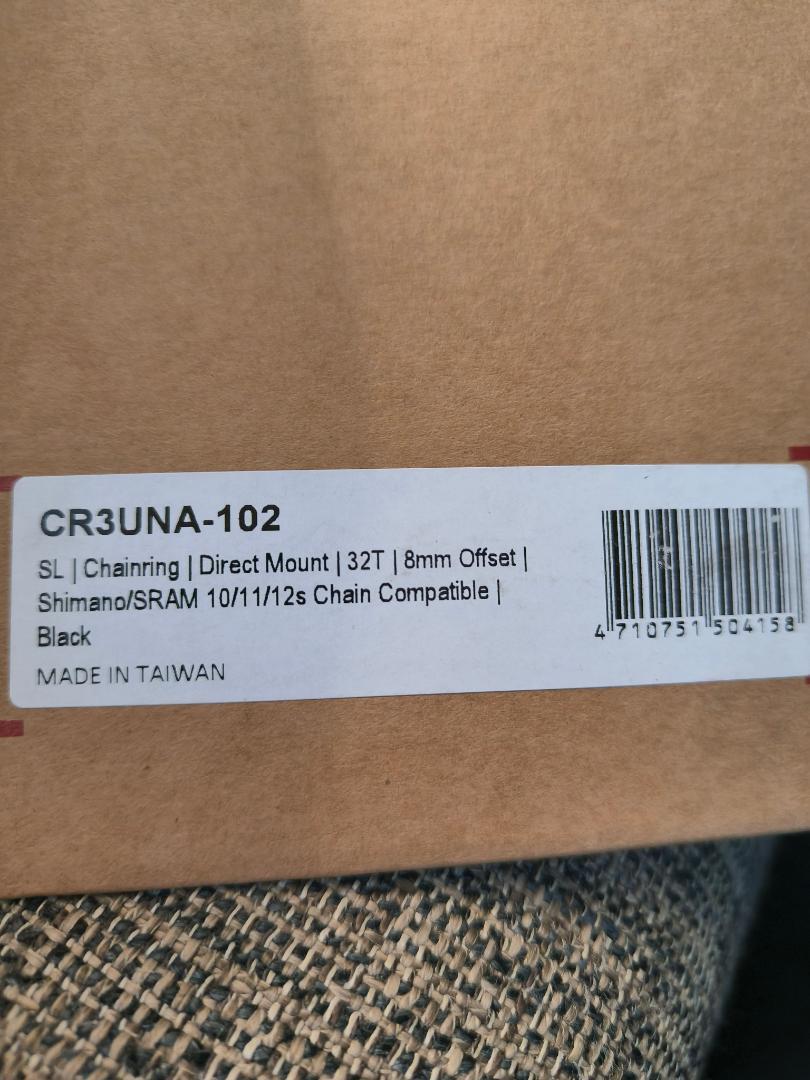 CR3UNA-102
SL | Chainring | Direct Mount | 32T | 8mm Offset |
Shimano/SRAM 10/11/12s Chain Compatible |
Black
MADE IN TAIWAN
4 710751 504158